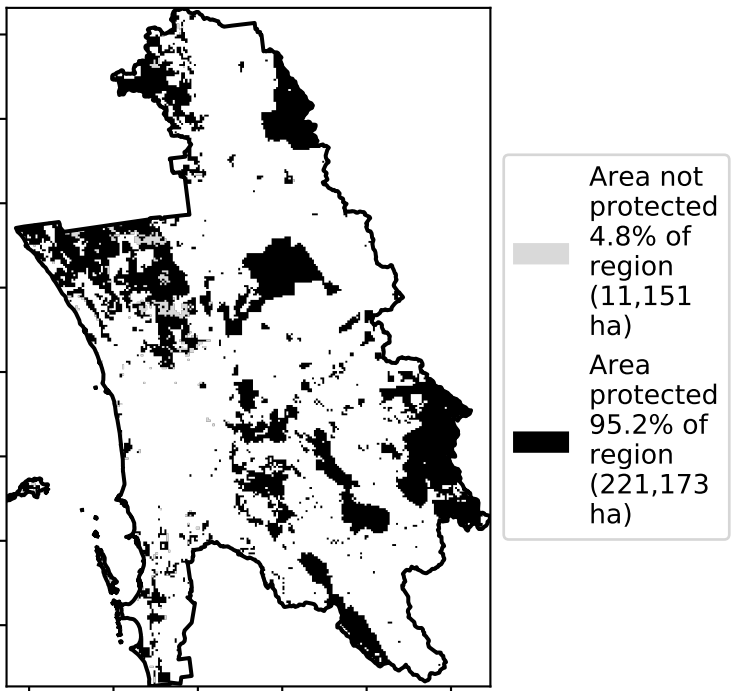 Area not
protected
4.8% of
region
(11,151
ha)
Area
protected
95.2% of
region
(221,173
ha)